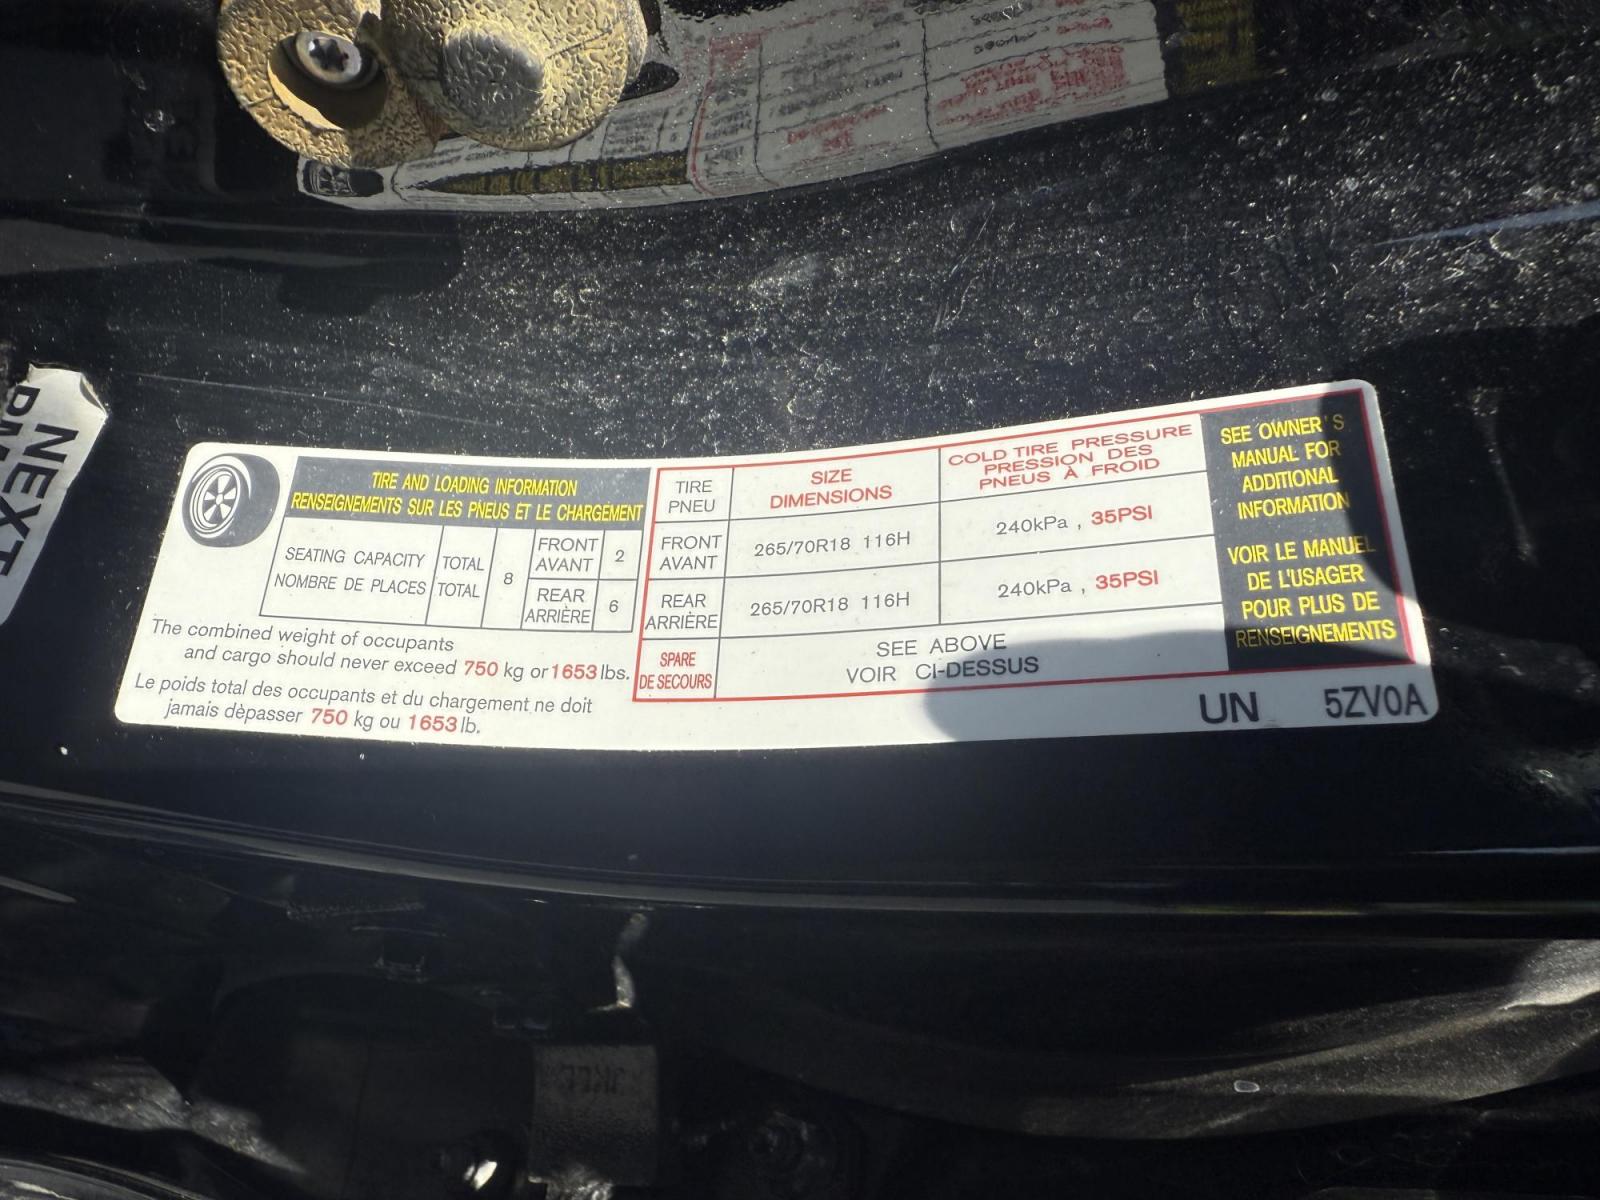 NEXT
TIRE AND LOADING INFORMATION
RENSEIGNEMENTS SUR LES PNEUS ET LE CHARGEMENT
SEATING CAPACITY
NOMBRE DE PLACES
TOTAL
TOTAL
8
FRONT
AVANT
2
REAR
ARRIÈRE
6
The combined weight of occupants
and cargo should never exceed 750 kg or 1653 lbs.
Le poids total des occupants et du chargement ne doit
jamais dèpasser 750 kg ou 1653 lb.
TIRE
PNEU
SIZE
DIMENSIONS
COLD TIRE PRESSURE
PRESSION DES
PNEUS À FROID
FRONT
AVANT
265/70R18 116H
240kPa , 35PSI
REAR
ARRIÈRE
265/70R18 116H
240kPa , 35PSI
SPARE
DE SECOURS
SEE ABOVE
VOIR CI-DESSUS
SEE OWNER'S
MANUAL FOR
ADDITIONAL
INFORMATION
VOIR LE MANUEL
DE L'USAGER
POUR PLUS DE
RENSEIGNEMENTS
UN 5ZV0A